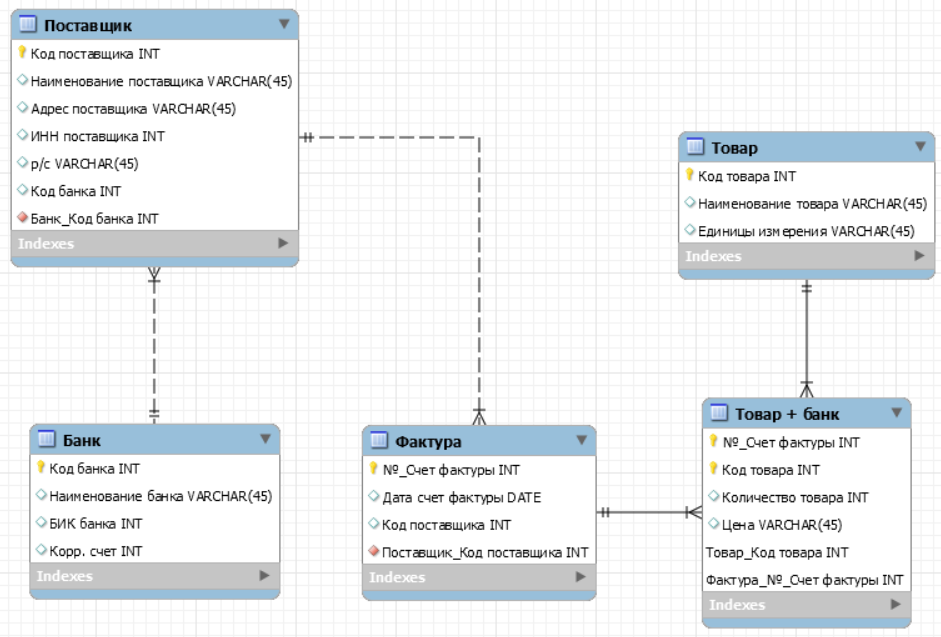 Поставщик
Код поставщика INT
Наименование поставщика VARCHAR(45)
Адрес поставщика VARCHAR(45)
ИНН поставщика INT
р/с VARCHAR(45)
Код банка INT
Банк_Код банка INT
Indexes
Товар
Код товара INT
Наименование товара VARCHAR(45)
Единицы измерения VARCHAR(45)
Indexes
Банк
Код банка INT
Наименование банка VARCHAR(45)
БИК банка INT
Корр. счет INT
Indexes
Фактура
№_Счет фактуры INT
Дата счет фактуры DATE
Код поставщика INT
Поставщик_Код поставщика INT
Indexes
Товар + банк
№_Счет фактуры INT
Код товара INT
Количество товара INT
Цена VARCHAR(45)
Товар_Код товара INT
Фактура_№_Счет фактуры INT
Indexes